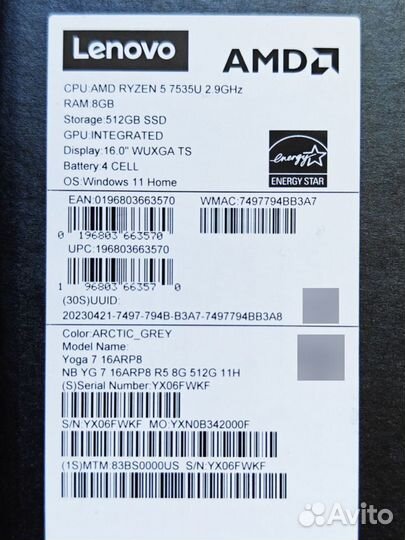 Lenovo
AMD
CPU:AMD RYZEN 5 7535U 2.9GHz
RAM:8GB
Storage:512GB SSD
GPU:INTEGRATED
Display:16.0" WUXGA TS
Battery:4 CELL
OS:Windows 11 Home
energy
ENERGY STAR
EAN:0196803663570
WMAC:7497794BB3A7
0 196803 663570
UPC:196803663570
1 96803 66357 0
(30S)UUID:
20230421-7497-794B-B3A7-7497794BB3A8
Color:ARCTIC_GREY
Model Name:
Yoga 7 16ARP8
NB YG 7 16ARP8 R5 8G 512G 11H
(S)Serial Number:YX06FWKF
S/N:YX06FWKF MO:YXN0B342000F
(1S)MTM:83BS0000US S/N:YX06FWKF
Avito